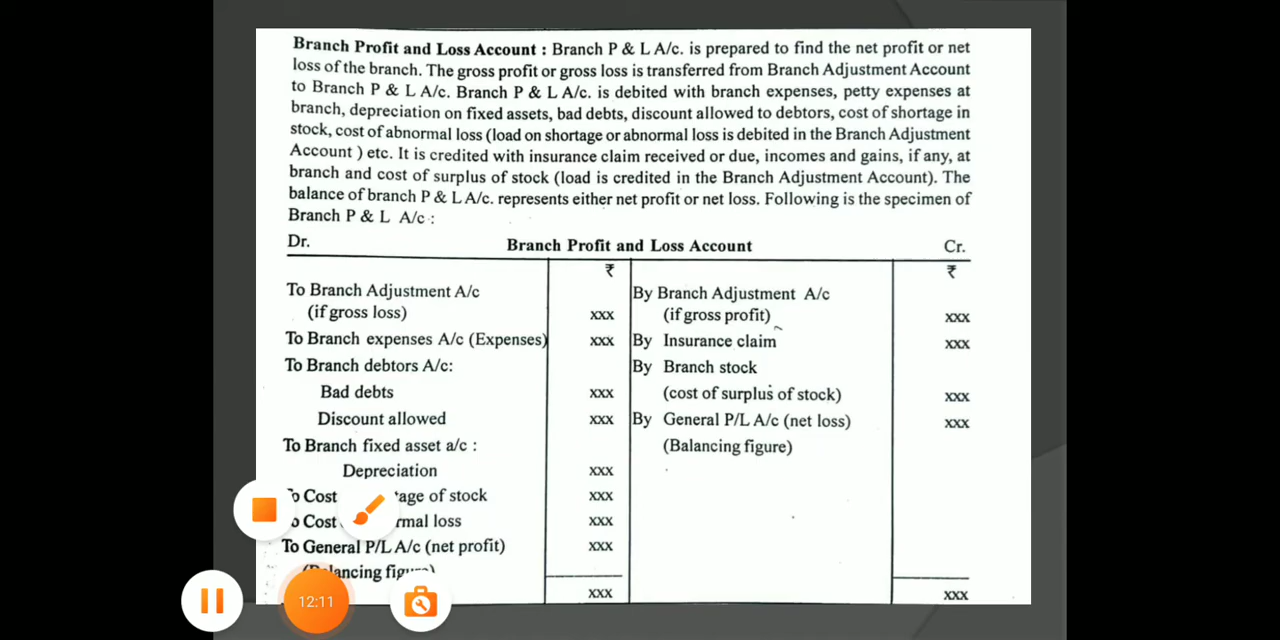 Branch Profit and Loss Account : Branch P & L A/c. is prepared to find the net profit or net
loss of the branch. The gross profit or gross loss is transferred from Branch Adjustment Account
to Branch P & L A/c. Branch P & L A/c. is debited with branch expenses, petty expenses at
branch, depreciation on fixed assets, bad debts, discount allowed to debtors, cost of shortage in
stock, cost of abnormal loss (load on shortage or abnormal loss is debited in the Branch Adjustment
Account ) etc. It is credited with insurance claim received or due, incomes and gains, if any, at
branch and cost of surplus of stock (load is credited in the Branch Adjustment Account). The
balance of branch P & L A/c. represents either net profit or net loss. Following is the specimen of
Branch P & L A/c :
Dr. Branch Profit and Loss Account Cr.
₹ ₹
To Branch Adjustment A/c By Branch Adjustment A/c
(if gross loss) xxx (if gross profit) xxx
To Branch expenses A/c (Expenses) xxx By Insurance claim xxx
To Branch debtors A/c: By Branch stock
Bad debts xxx (cost of surplus of stock) xxx
Discount allowed xxx By General P/L A/c (net loss) xxx
To Branch fixed asset a/c : (Balancing figure)
Depreciation xxx
Cost of stock xxx
Cost loss xxx
To General P/L A/c (net profit) xxx
xxx xxx
12:11